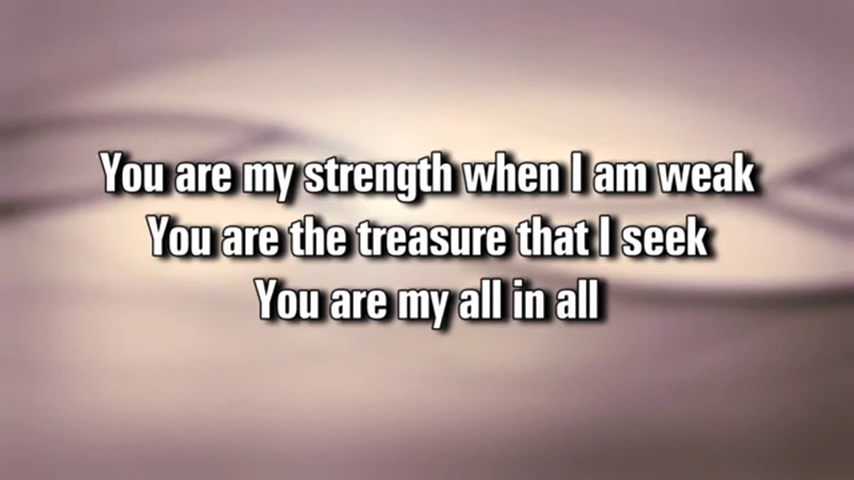 You are my strength when I am weak
You are the treasure that I seek
You are my all in all